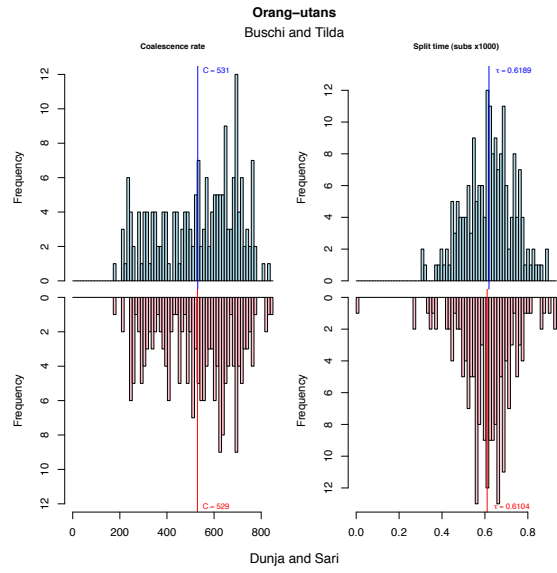 Orang−utans
Buschi and Tilda
Coalescence rate
Split time (subs x1000)
C = 531
τ = 0.6189
Frequency
Frequency
0 2 4 6 8 10 12
0 2 4 6 8 10 12
Frequency
Frequency
0 2 4 6 8 10 12
0 2 4 6 8 10 12
C = 529
τ = 0.6104
0 200 400 600 800
0.0 0.2 0.4 0.6 0.8
Dunja and Sari